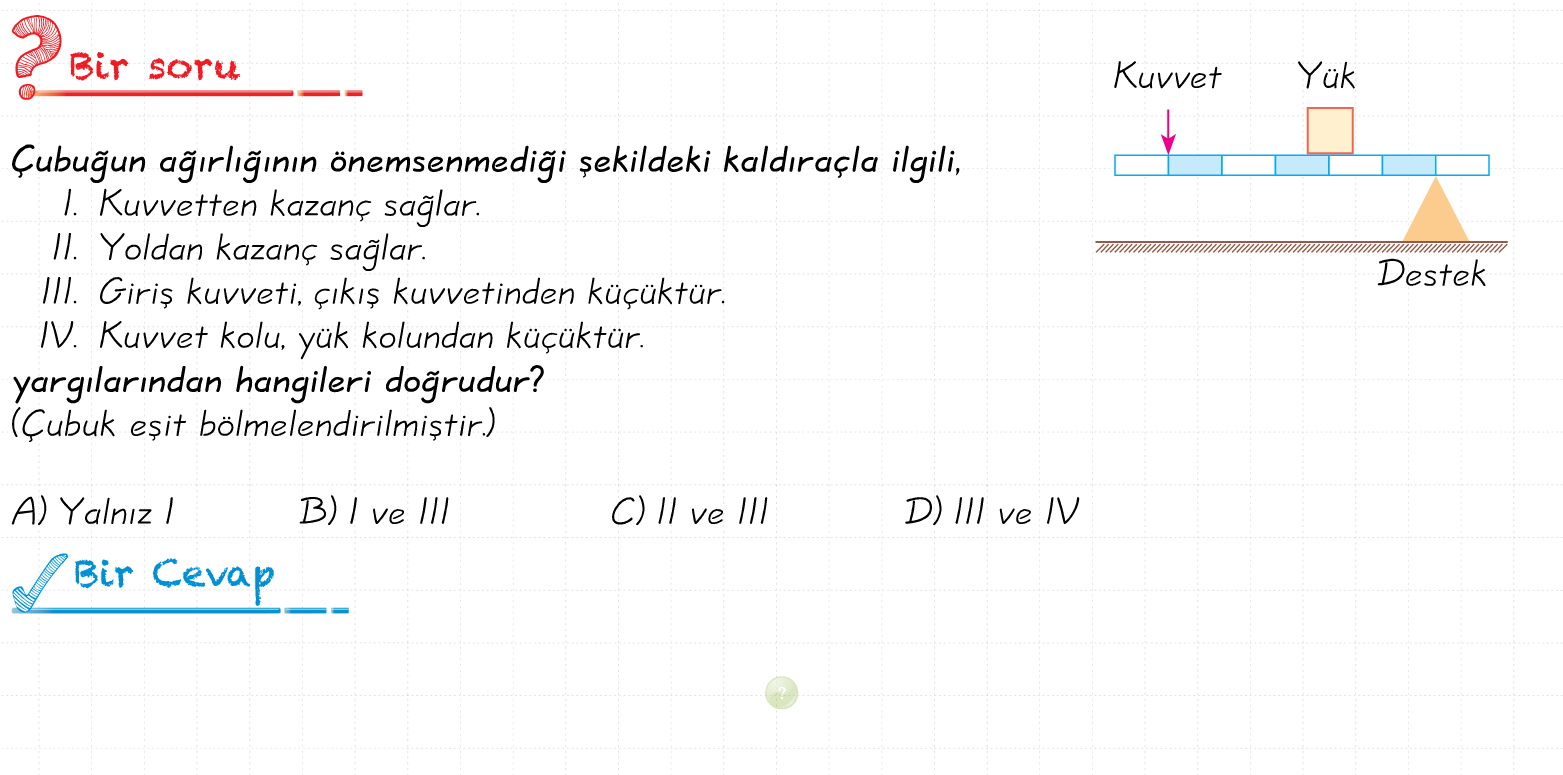 Bir soru
Kuvvet
Yük
Çubuğun ağırlığının önemsenmediği şekildeki kaldıraçla ilgili,
I. Kuvvetten kazanç sağlar.
II. Yoldan kazanç sağlar.
III. Giriş kuvveti, çıkış kuvvetinden küçüktür.
IV. Kuvvet kolu, yük kolundan küçüktür.
Destek
yargılarından hangileri doğrudur?
(Çubuk eşit bölmelendirilmiştir.)
A) Yalnız I B) I ve III C) II ve III D) III ve IV
Bir Cevap
?